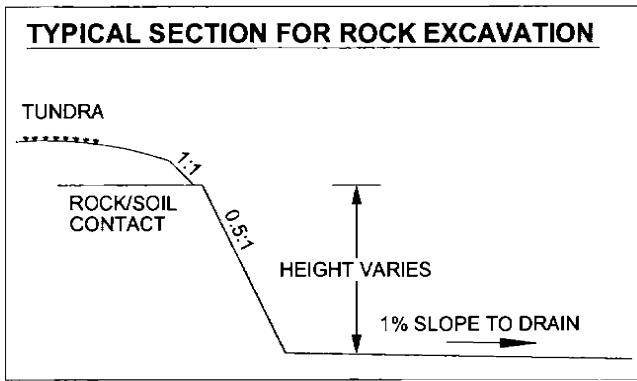 TYPICAL SECTION FOR ROCK EXCAVATION
TUNDRA
1:1
ROCK/SOIL
CONTACT
0.5:1
HEIGHT VARIES
1% SLOPE TO DRAIN